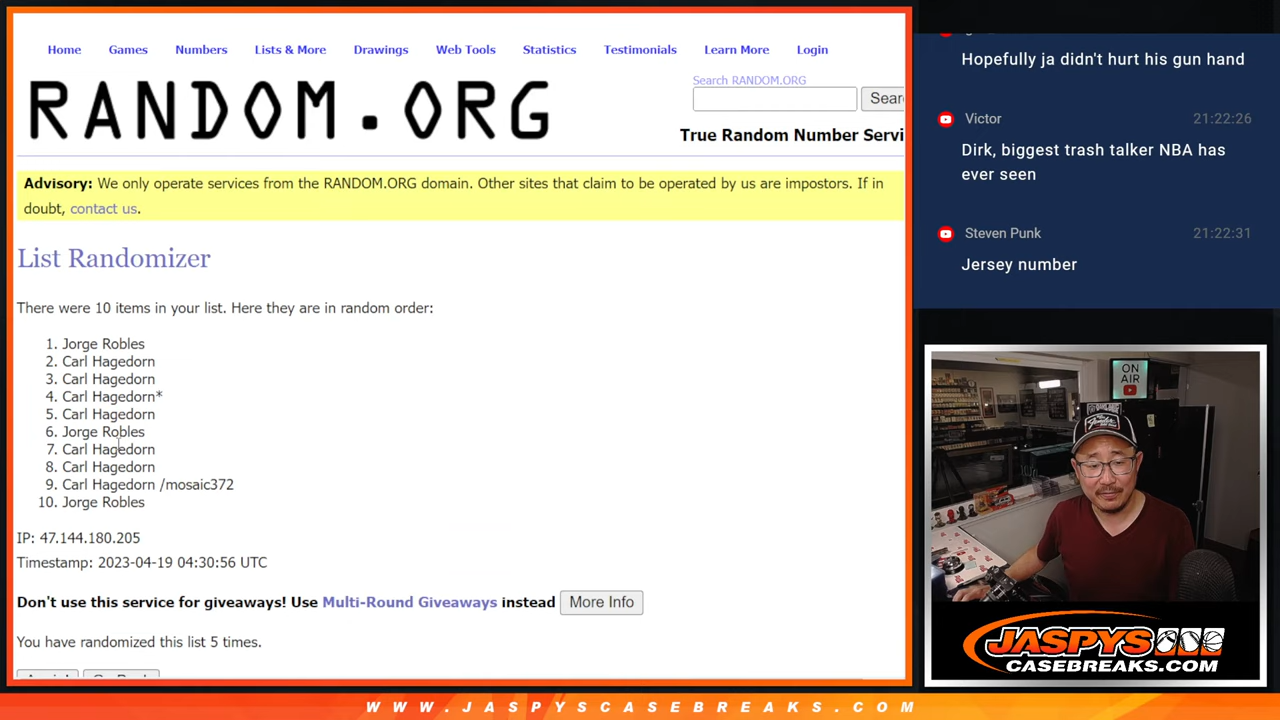 Home Games Numbers Lists & More Drawings Web Tools Statistics Testimonials Learn More Login
RANDOM.ORG
Search RANDOM.ORG
True Random Number Servi
Advisory: We only operate services from the RANDOM.ORG domain. Other sites that claim to be operated by us are impostors. If in
doubt, contact us.
List Randomizer
There were 10 items in your list. Here they are in random order:
1. Jorge Robles
2. Carl Hagedorn
3. Carl Hagedorn
4. Carl Hagedorn*
5. Carl Hagedorn
6. Jorge Robles
7. Carl Hagedorn
8. Carl Hagedorn
9. Carl Hagedorn /mosaic372
10. Jorge Robles
IP: 47.144.180.205
Timestamp: 2023-04-19 04:30:56 UTC
Don't use this service for giveaways! Use Multi-Round Giveaways instead More Info
You have randomized this list 5 times.
Hopefully ja didn't hurt his gun hand
Victor 21:22:26
Dirk, biggest trash talker NBA has
ever seen
Steven Punk 21:22:31
Jersey number
ON
AIR
JASPYS
CASEBREAKS.COM
WWW.JASPYSCASEBREAKS.COM